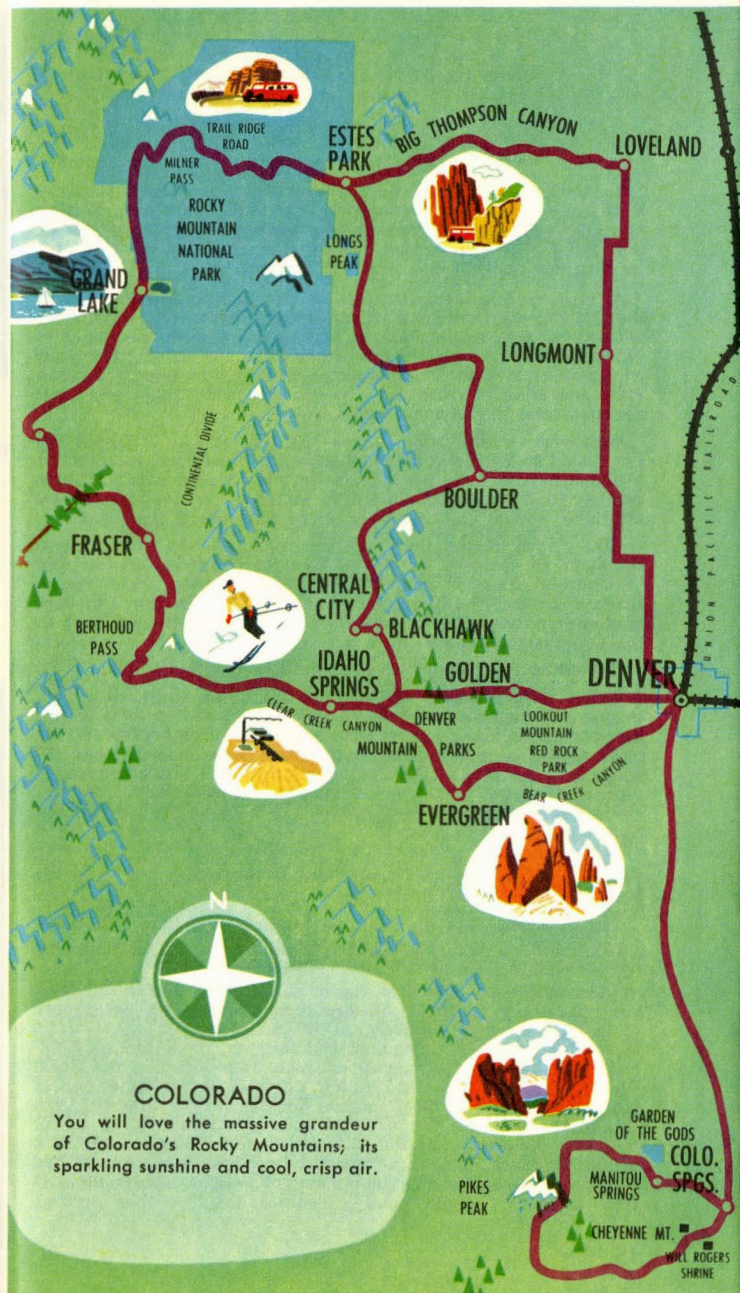 TRAIL RIDGE
ROAD
ESTES
PARK
BIG THOMPSON CANYON
LOVELAND
MILNER
PASS
ROCKY
MOUNTAIN
NATIONAL
PARK
LONGS
PEAK
GRAND
LAKE
LONGMONT
CONTINENTAL DIVIDE
UNION PACIFIC RAILROAD
BOULDER
FRASER
CENTRAL
CITY
BLACKHAWK
BERTHOUD
PASS
IDAHO
SPRINGS
GOLDEN
DENVER
CLEAR CREEK CANYON
DENVER
MOUNTAIN PARKS
LOOKOUT
MOUNTAIN
RED ROCK
PARK
BEAR CREEK CANYON
EVERGREEN
N
COLORADO
You will love the massive grandeur
of Colorado's Rocky Mountains; its
sparkling sunshine and cool, crisp air.
GARDEN
OF THE GODS
COLO.
SPGS.
MANITOU
SPRINGS
PIKES
PEAK
CHEYENNE MT.
WILL ROGERS
SHRINE